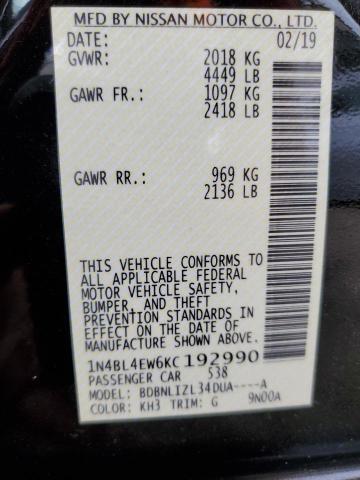 MFD BY NISSAN MOTOR CO., LTD.
DATE: 02/19
GVWR: 2018 KG
4449 LB
GAWR FR.: 1097 KG
2418 LB
GAWR RR.: 969 KG
2136 LB
THIS VEHICLE CONFORMS TO
ALL APPLICABLE FEDERAL
MOTOR VEHICLE SAFETY,
BUMPER, AND THEFT
PREVENTION STANDARDS IN
EFFECT ON THE DATE OF
MANUFACTURE SHOWN ABOVE.
1N4BL4EW6KC192990
PASSENGER CAR 538
MODEL: BDBNLIZL34DUA----A
COLOR: KH3 TRIM: G 9N00A